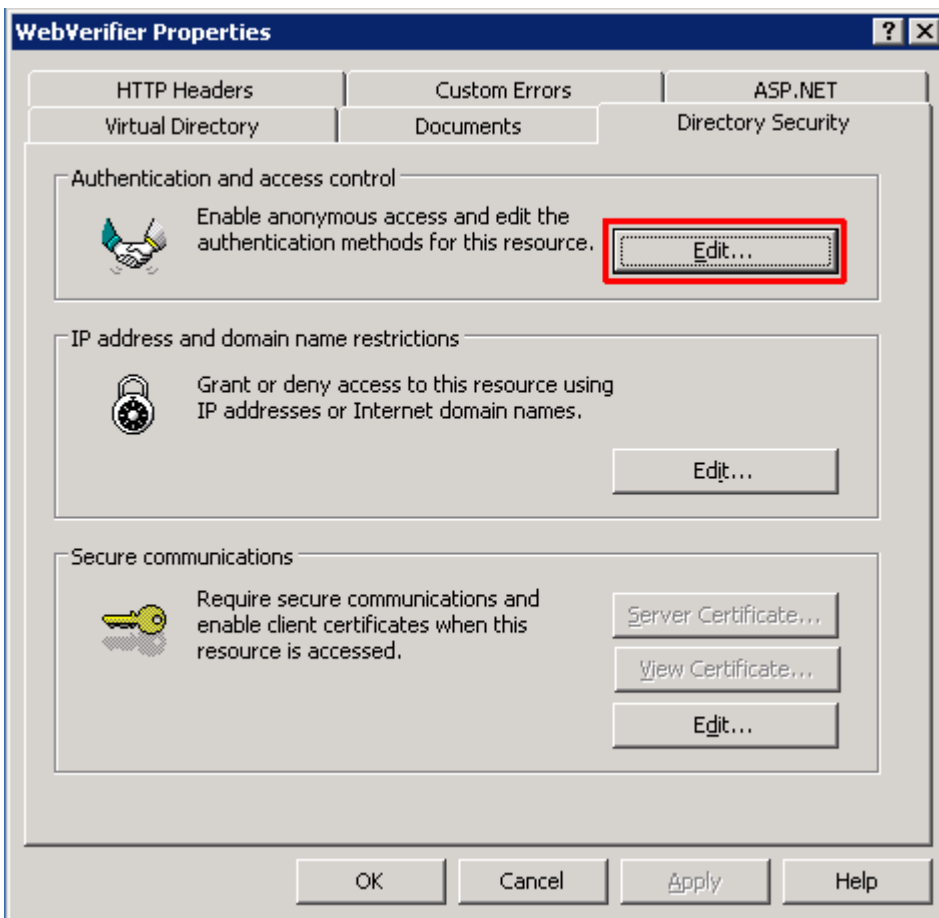 WebVerifier Properties
HTTP Headers
Custom Errors
ASP.NET
Virtual Directory
Documents
Directory Security
Authentication and access control
Enable anonymous access and edit the
authentication methods for this resource.
Edit...
IP address and domain name restrictions
Grant or deny access to this resource using
IP addresses or Internet domain names.
Edit...
Secure communications
Require secure communications and
enable client certificates when this
resource is accessed.
Server Certificate...
View Certificate...
Edit...
OK
Cancel
Apply
Help